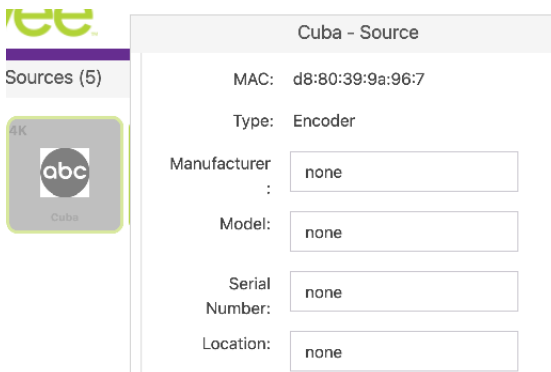 Cuba - Source
Sources (5)
MAC: d8:80:39:9a:96:7
Type: Encoder
4K
abc
Cuba
Manufacturer
: none
Model: none
Serial
Number: none
Location: none